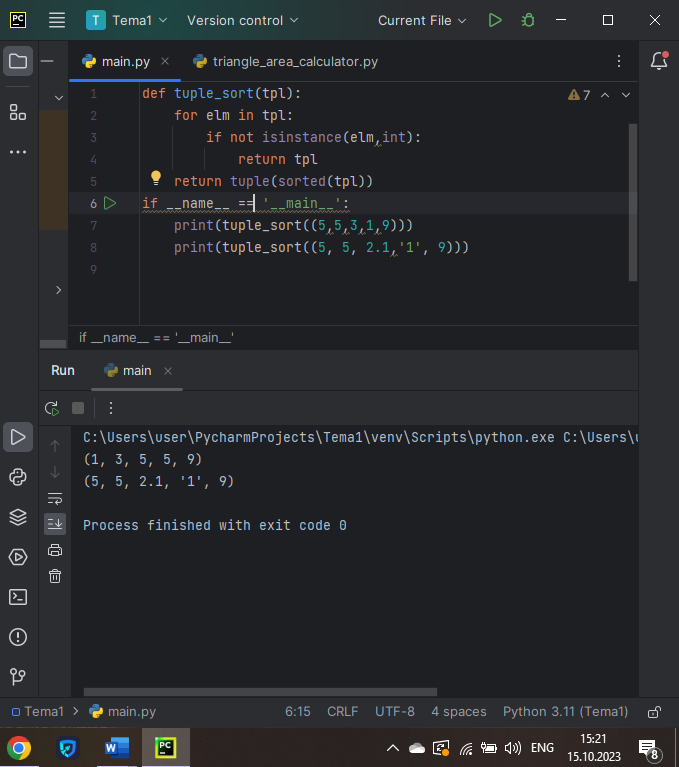 PC T Tema1 Version control Current File
main.py triangle_area_calculator.py
1 def tuple_sort(tpl): 7
2 for elm in tpl:
3 if not isinstance(elm,int):
4 return tpl
5 return tuple(sorted(tpl))
6 if __name__ == '__main__':
7 print(tuple_sort((5,5,3,1,9)))
8 print(tuple_sort((5, 5, 2.1,'1', 9)))
9
if __name__ == '__main__'
Run main
C:\Users\user\PycharmProjects\Tema1\venv\Scripts\python.exe C:\Users\
(1, 3, 5, 5, 9)
(5, 5, 2.1, '1', 9)
Process finished with exit code 0
Tema1 main.py 6:15 CRLF UTF-8 4 spaces Python 3.11 (Tema1)
W PC ENG 15:21 8
15.10.2023